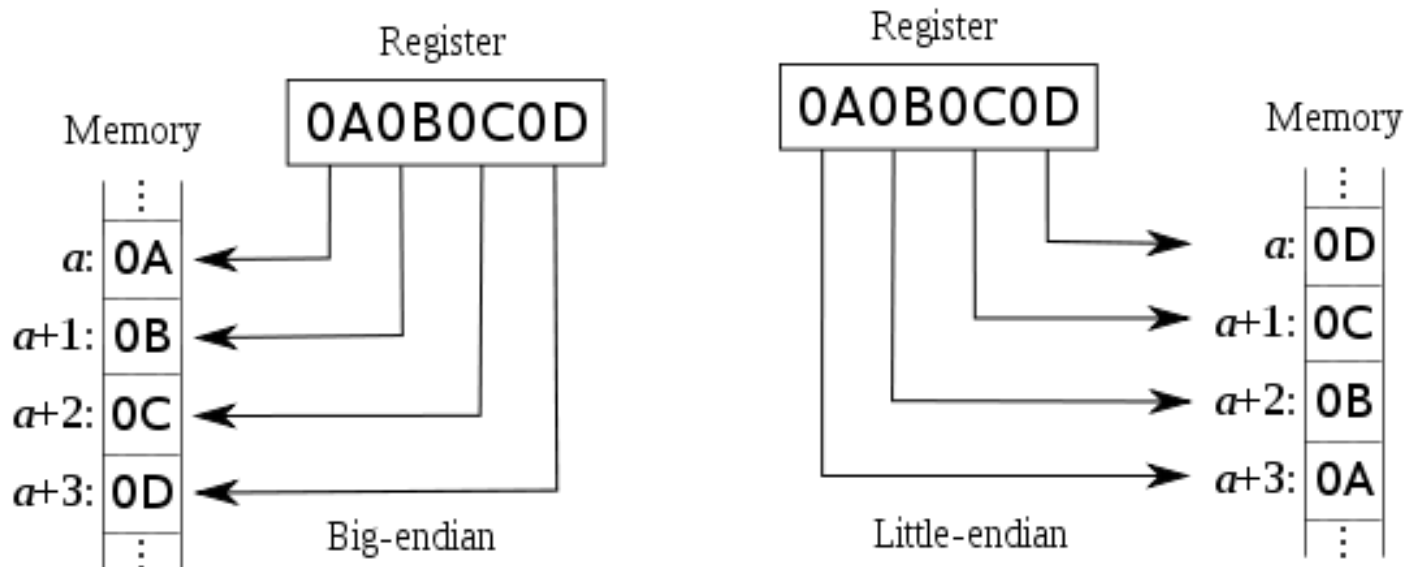 Register
0A0B0C0D
Memory
⋮
a: 0A
a+1: 0B
a+2: 0C
a+3: 0D
⋮
Big-endian
Register
0A0B0C0D
Memory
⋮
a: 0D
a+1: 0C
a+2: 0B
a+3: 0A
⋮
Little-endian